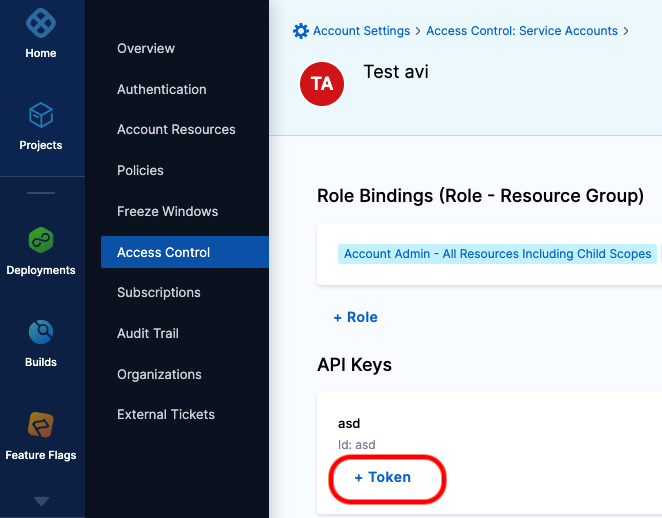 Home
Projects
Deployments
Builds
Feature Flags
Overview
Authentication
Account Resources
Policies
Freeze Windows
Access Control
Subscriptions
Audit Trail
Organizations
External Tickets
Account Settings > Access Control: Service Accounts >
TA
Test avi
Role Bindings (Role - Resource Group)
Account Admin - All Resources Including Child Scopes
+ Role
API Keys
asd
Id: asd
+ Token